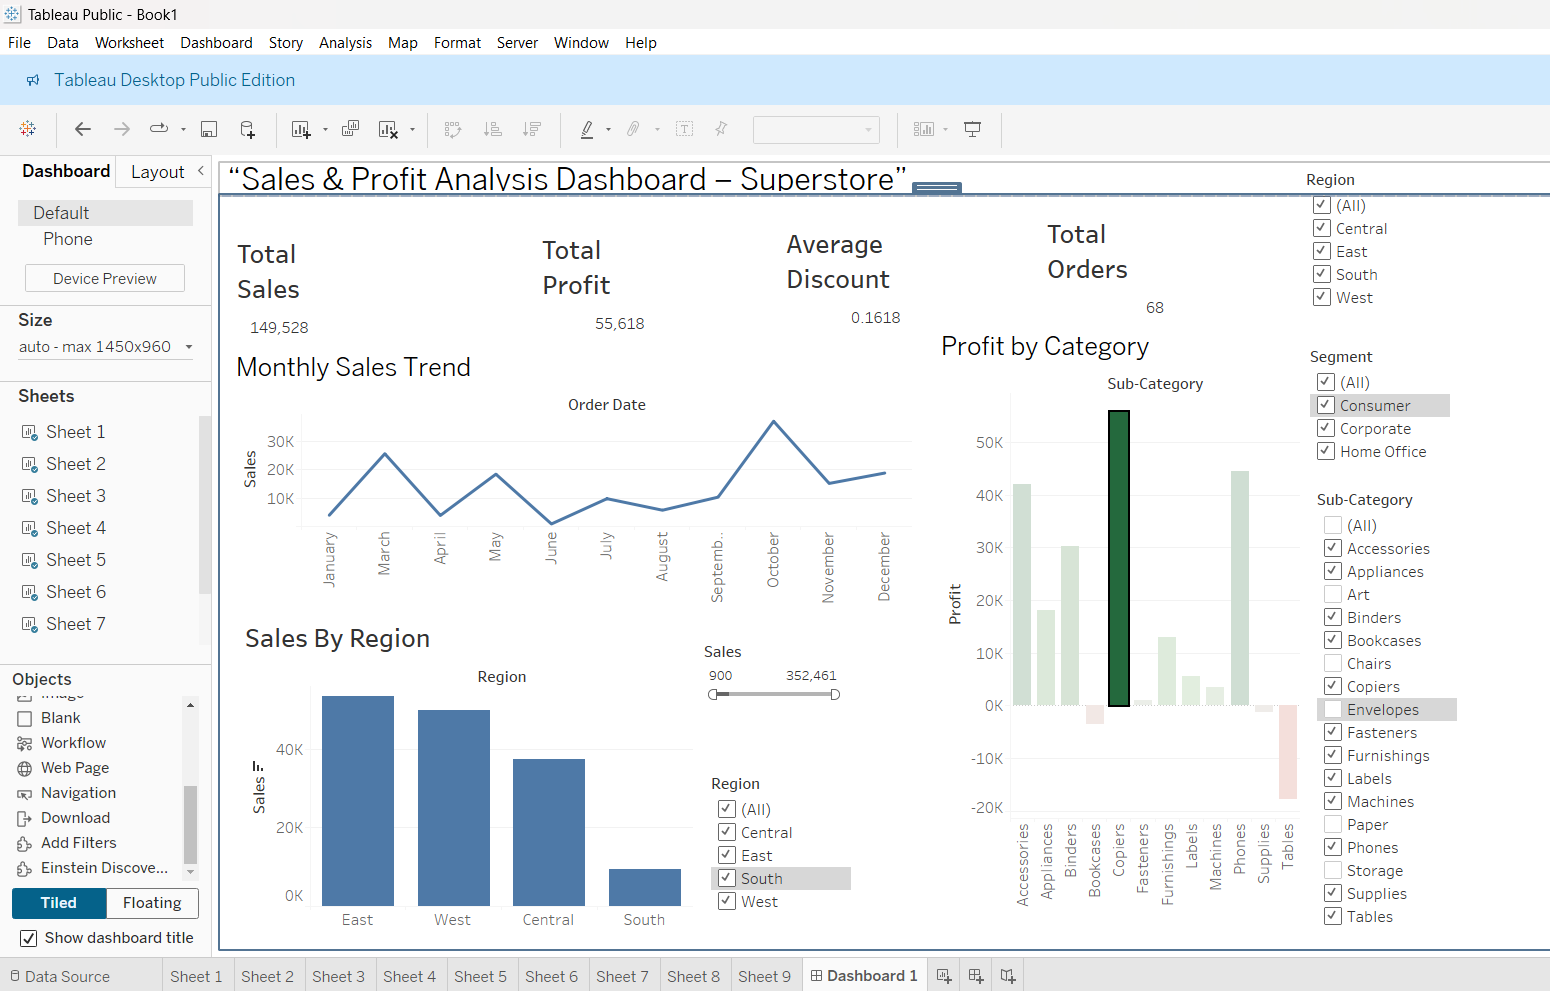 Tableau Public - Book1
File Data Worksheet Dashboard Story Analysis Map Format Server Window Help
Tableau Desktop Public Edition
Dashboard Layout
Default
Phone
Device Preview
Size
auto - max 1450x960
Sheets
Sheet 1
Sheet 2
Sheet 3
Sheet 4
Sheet 5
Sheet 6
Sheet 7
Objects
Image
Blank
Workflow
Web Page
Navigation
Download
Add Filters
Einstein Discove...
Tiled Floating
Show dashboard title
“Sales & Profit Analysis Dashboard – Superstore”
Total
Sales
149,528
Total
Profit
55,618
Average
Discount
0.1618
Total
Orders
68
Monthly Sales Trend
Order Date
Sales
30K
20K
10K
January March April May June July August Septemb.. October November December
Sales By Region
Region
Sales
40K
20K
0K
East West Central South
Sales
900 352,461
Region
(All)
Central
East
South
West
Profit by Category
Sub-Category
Profit
50K
40K
30K
20K
10K
0K
-10K
-20K
Accessories Appliances Binders Bookcases Copiers Fasteners Furnishings Labels Machines Phones Supplies Tables
Region
(All)
Central
East
South
West
Segment
(All)
Consumer
Corporate
Home Office
Sub-Category
(All)
Accessories
Appliances
Art
Binders
Bookcases
Chairs
Copiers
Envelopes
Fasteners
Furnishings
Labels
Machines
Paper
Phones
Storage
Supplies
Tables
Data Source Sheet 1 Sheet 2 Sheet 3 Sheet 4 Sheet 5 Sheet 6 Sheet 7 Sheet 8 Sheet 9 Dashboard 1